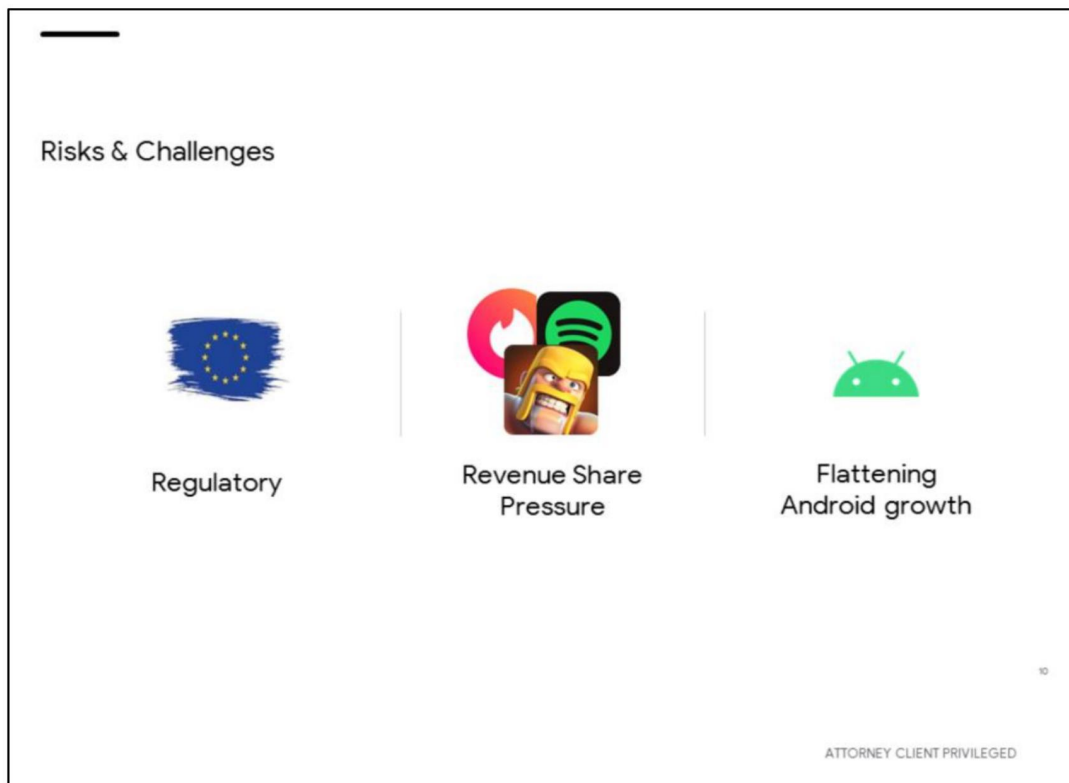 Risks & Challenges
Regulatory
Revenue Share
Pressure
Flattening
Android growth
10
ATTORNEY CLIENT PRIVILEGED